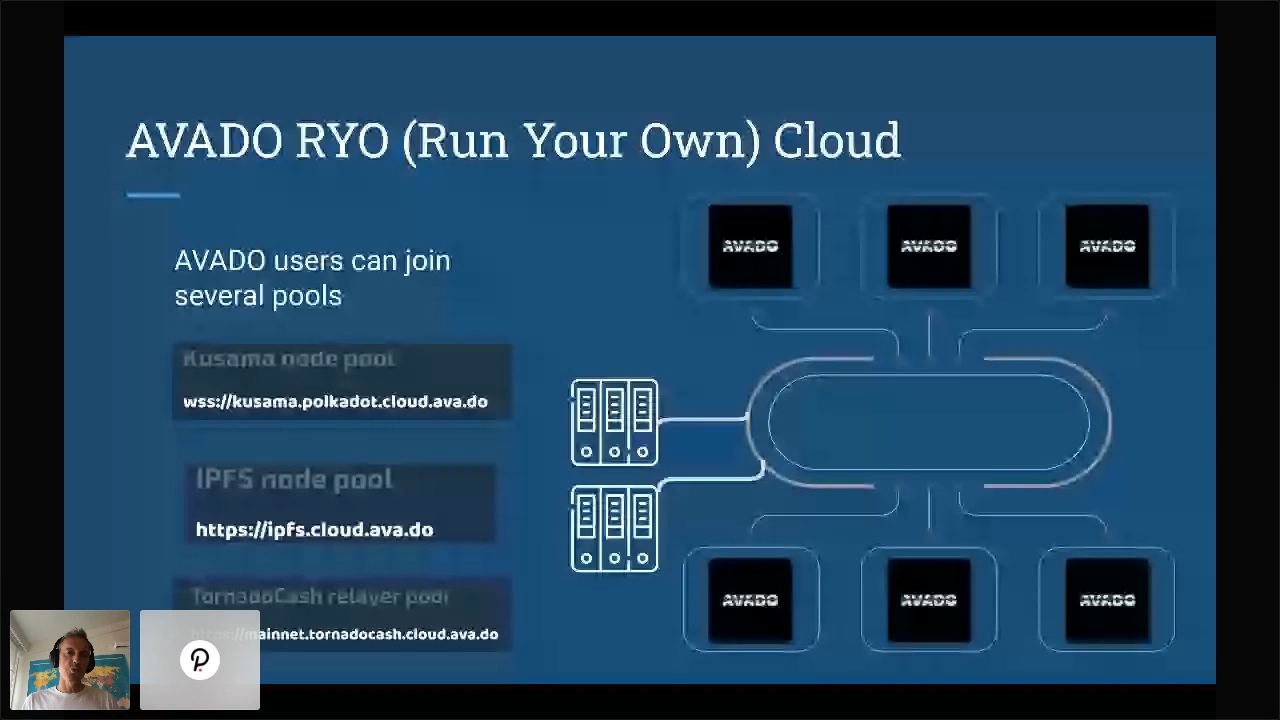 AVADO RYO (Run Your Own) Cloud
AVADO users can join
several pools
Kusama node pool
wss://kusama.polkadot.cloud.ava.do
IPFS node pool
https://ipfs.cloud.ava.do
TornadoCash relayer pool
https://mainnet.tornadocash.cloud.ava.do
AVADO AVADO AVADO
AVADO AVADO AVADO